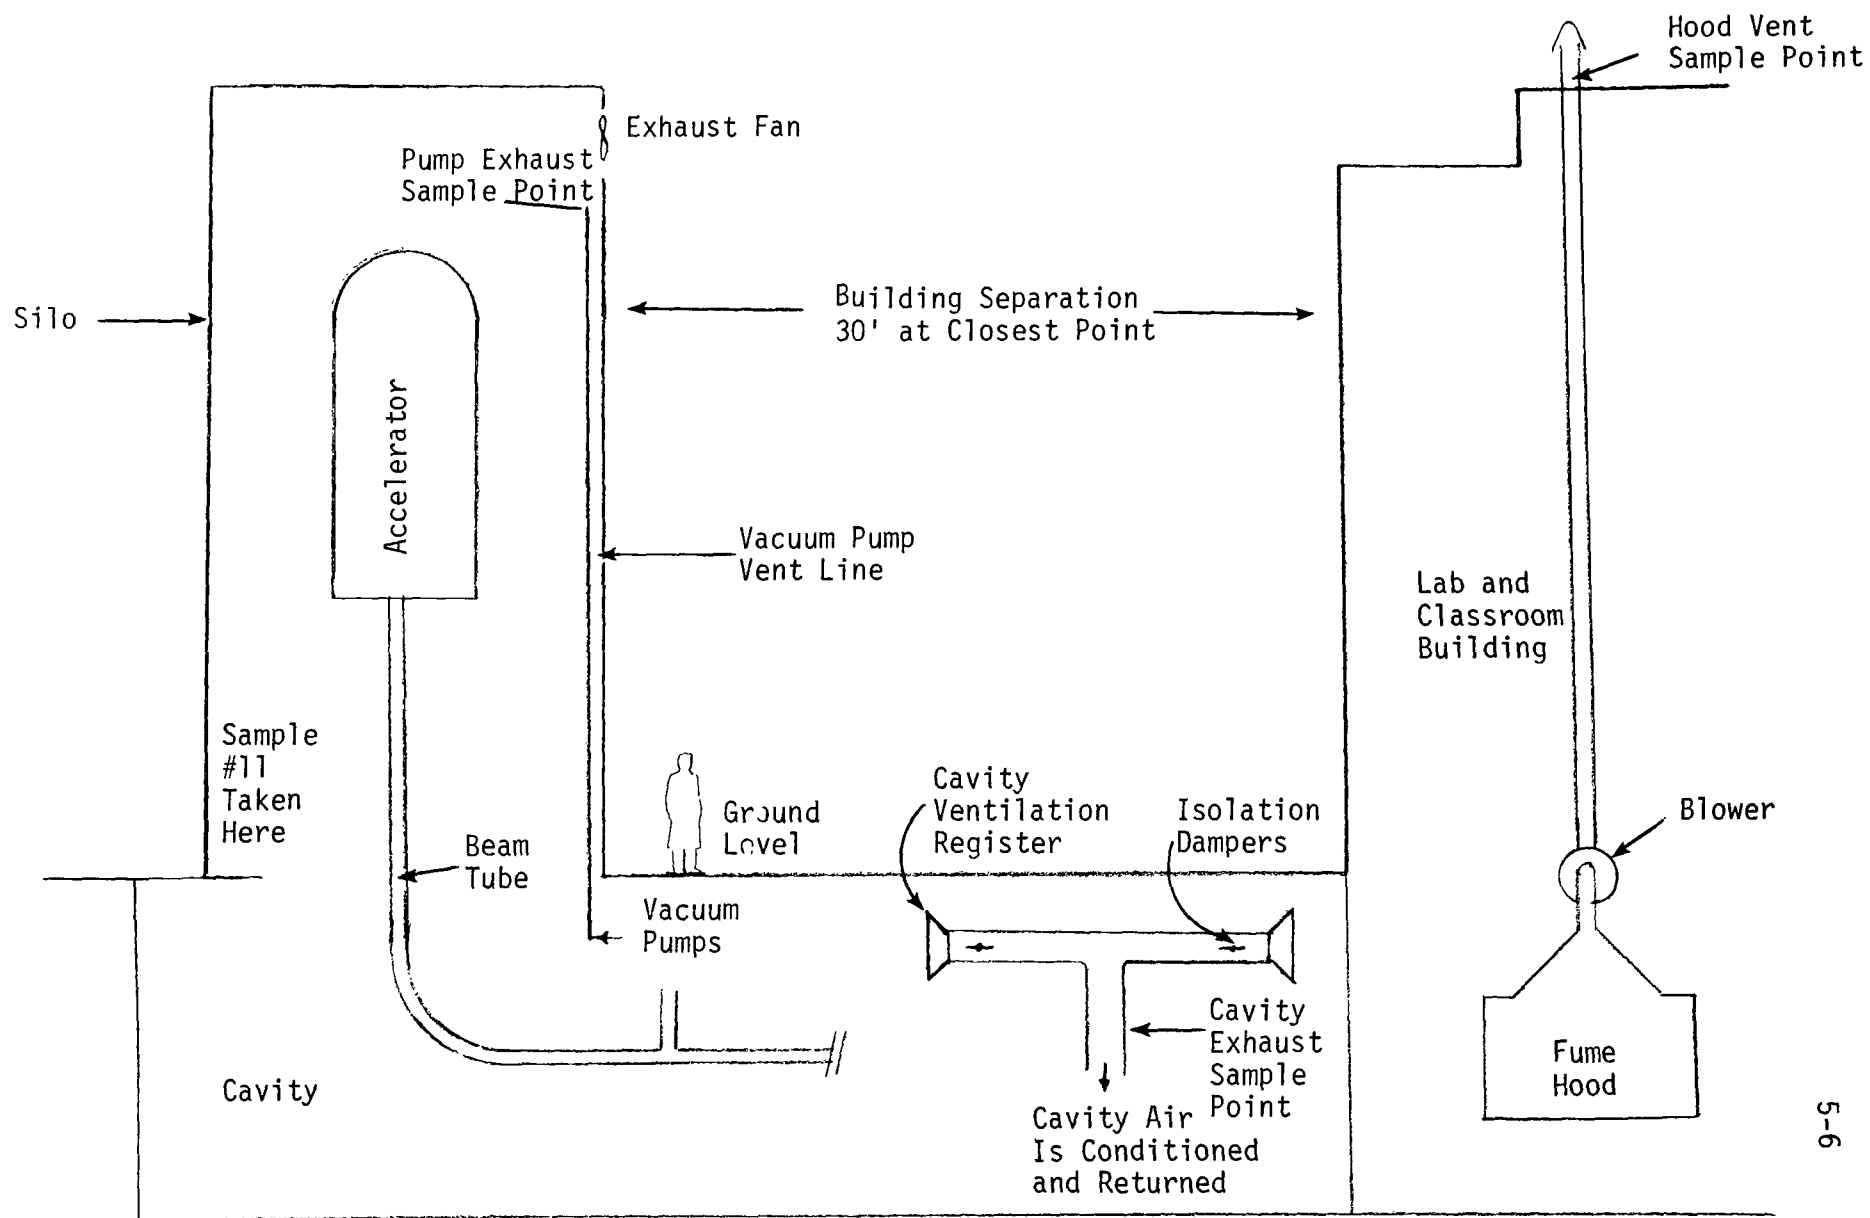 Hood Vent
Sample Point
Exhaust Fan
Pump Exhaust
Sample Point
Silo
Building Separation
30' at Closest Point
Accelerator
Vacuum Pump
Vent Line
Lab and
Classroom
Building
Sample
#11
Taken
Here
Ground
Level
Cavity
Ventilation
Register
Isolation
Dampers
Blower
Beam
Tube
Vacuum
Pumps
Cavity
Exhaust
Sample
Point
Fume
Hood
Cavity
Cavity Air
Is Conditioned
and Returned
5-6